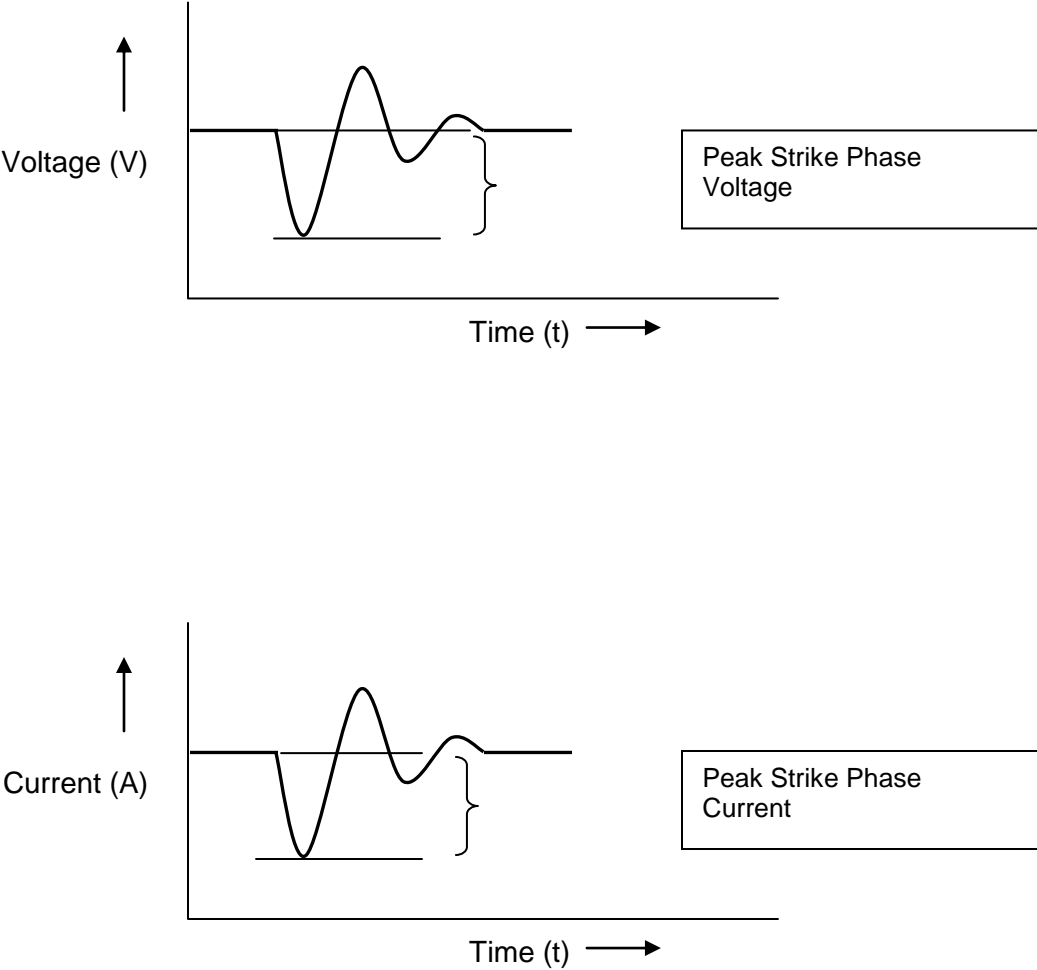 Voltage (V)
Peak Strike Phase
Voltage
Time (t)
Current (A)
Peak Strike Phase
Current
Time (t)